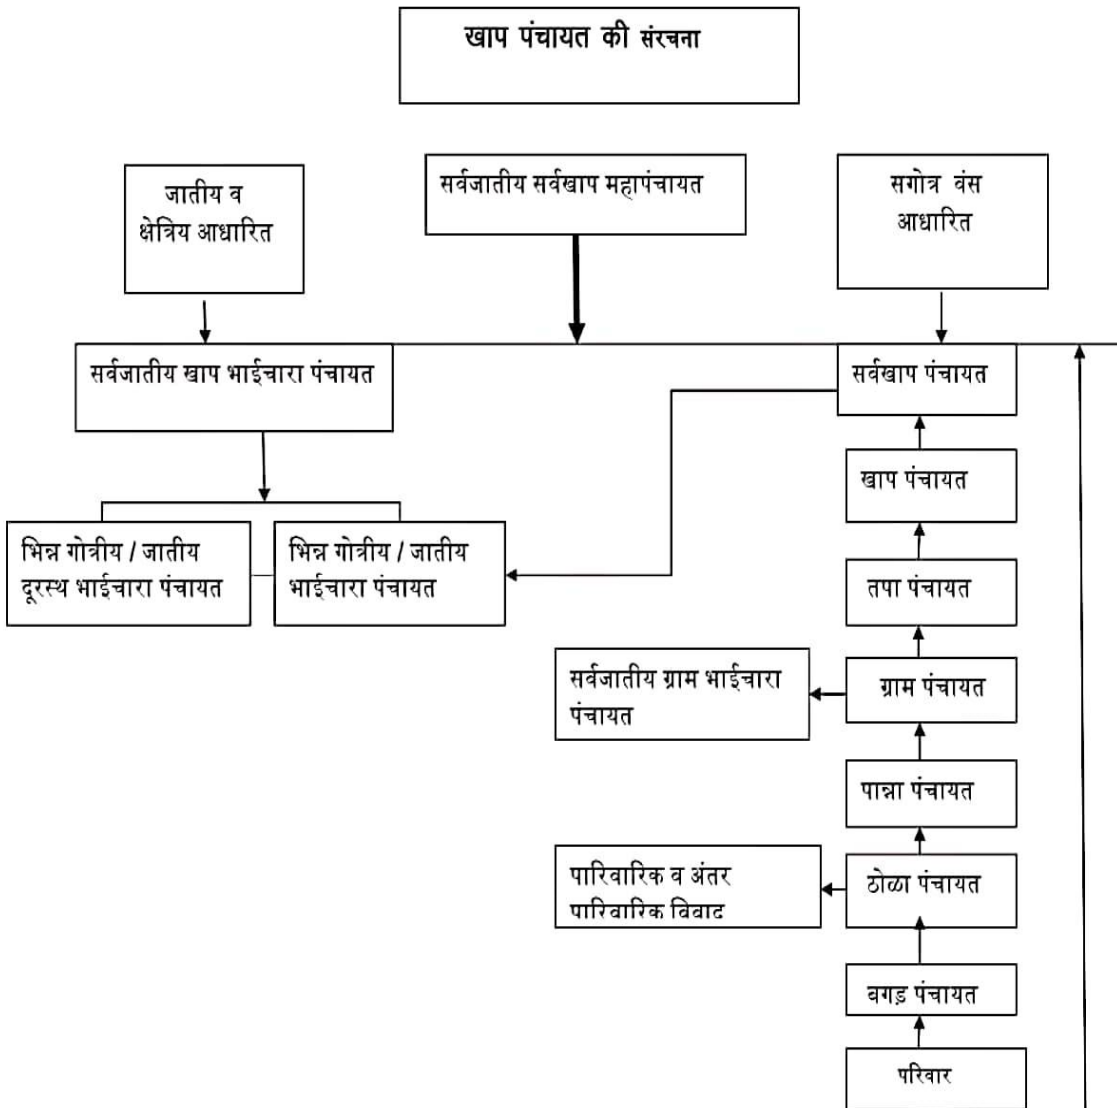 खाप पंचायत की संरचना
जातीय व
क्षेत्रिय आधारित
सर्वजातीय सर्वखाप महापंचायत
सगोत्र वंस
आधारित
सर्वजातीय खाप भाईचारा पंचायत
सर्वखाप पंचायत
खाप पंचायत
भिन्न गोत्रीय / जातीय
दूरस्थ भाईचारा पंचायत
भिन्न गोत्रीय / जातीय
भाईचारा पंचायत
तपा पंचायत
सर्वजातीय ग्राम भाईचारा
पंचायत
ग्राम पंचायत
पान्ना पंचायत
पारिवारिक व अंतर
पारिवारिक विवाद
ठोळा पंचायत
बगड़ पंचायत
परिवार